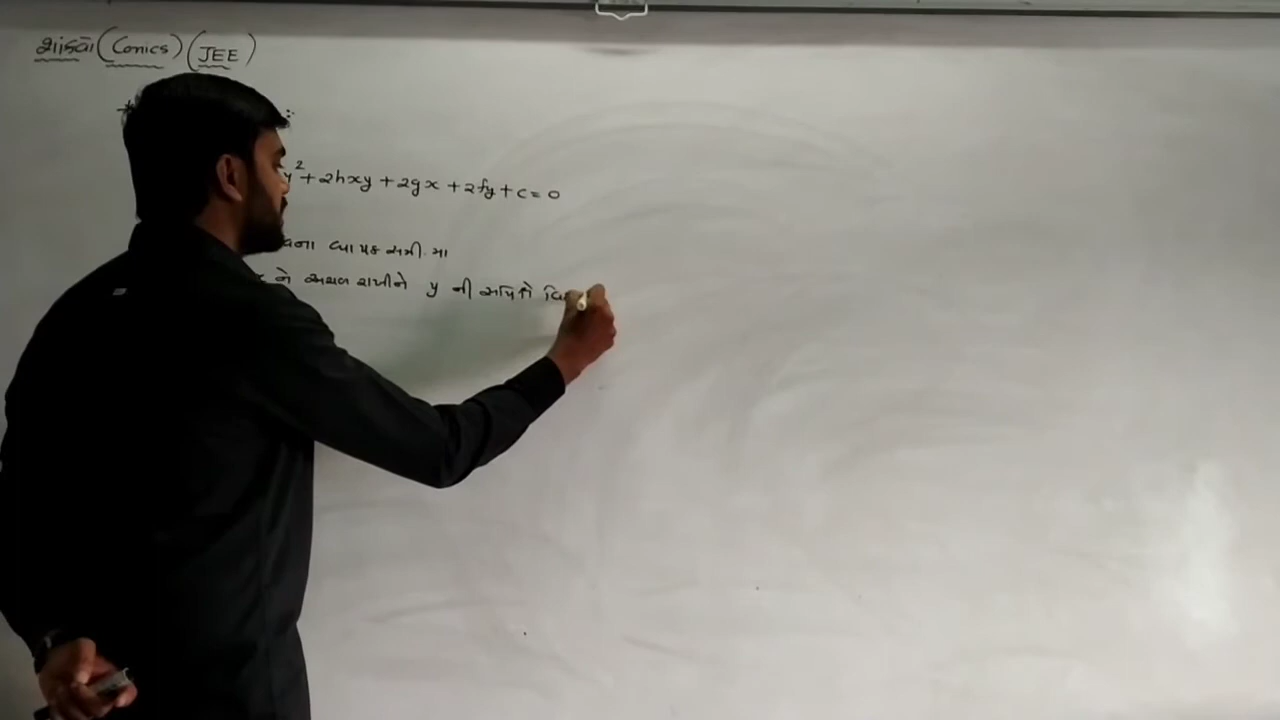 શાંકવો (Conics) (JEE)
y² + 2hxy + 2gx + 2fy + c = 0
વ્યાપક સમી. મા
x ને અચળ રાખીને y ની સાપેક્ષે